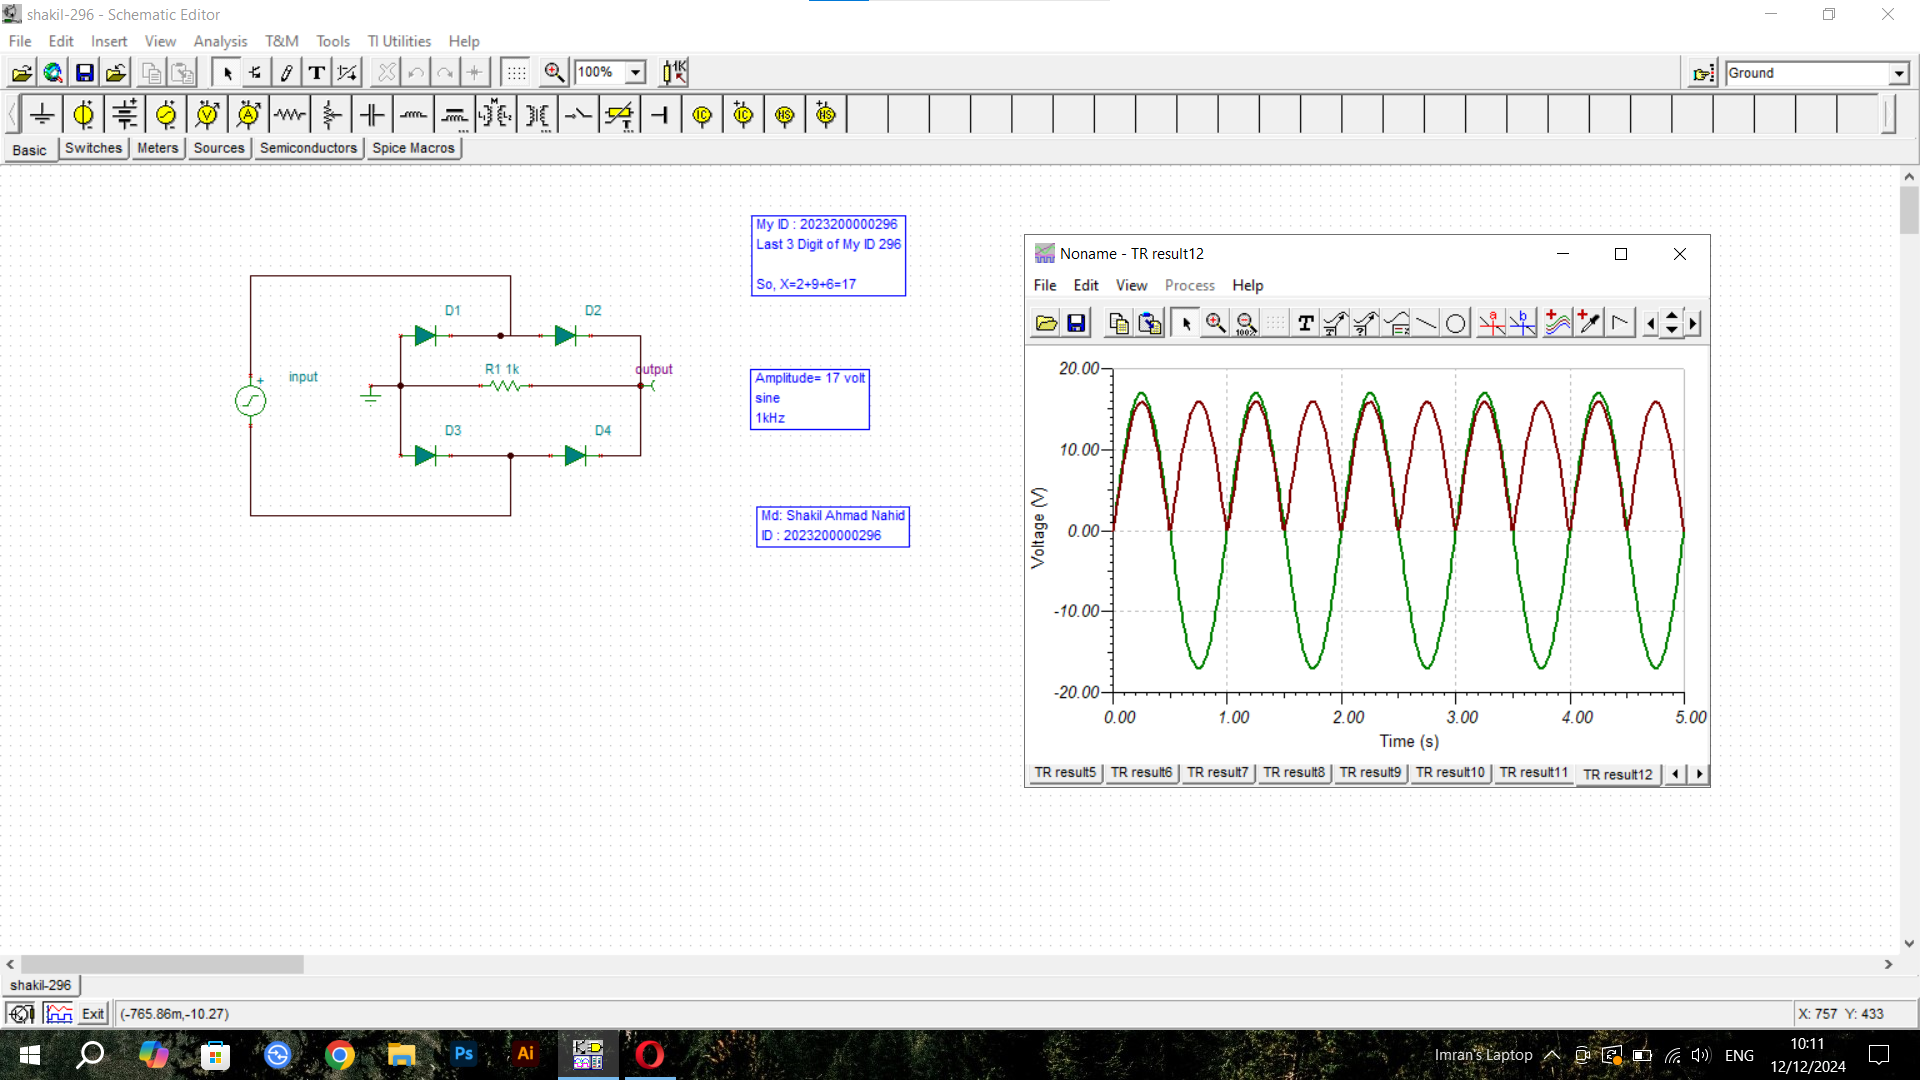 shakil-296 - Schematic Editor
File Edit Insert View Analysis T&M Tools TI Utilities Help
100%
1K
Ground
Basic Switches Meters Sources Semiconductors Spice Macros
My ID : 2023200000296
Last 3 Digit of My ID 296
So, X=2+9+6=17
D1
D2
input
R1 1k
output
D3
D4
Amplitude= 17 volt
sine
1kHz
Md: Shakil Ahmad Nahid
ID : 2023200000296
Noname - TR result12
File Edit View Process Help
20.00
10.00
0.00
-10.00
-20.00
Voltage (V)
0.00 1.00 2.00 3.00 4.00 5.00
Time (s)
TR result5 TR result6 TR result7 TR result8 TR result9 TR result10 TR result11 TR result12
shakil-296
Exit (-765.86m,-10.27)
X: 757 Y: 433
Ps
Ai
Imran's Laptop
ENG
10:11
12/12/2024